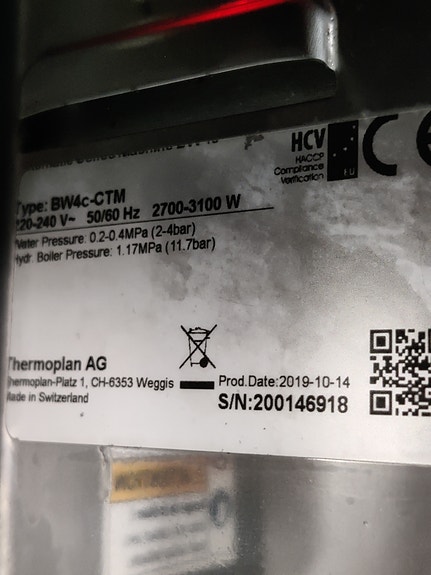 HCV
HACCP
Compliance
Verification
EU
CE
Type: BW4c-CTM
220-240 V~ 50/60 Hz 2700-3100 W
Water Pressure: 0.2-0.4MPa (2-4bar)
Hydr. Boiler Pressure: 1.17MPa (11.7bar)
Thermoplan AG
Thermoplan-Platz 1, CH-6353 Weggis
Made in Switzerland
Prod.Date:2019-10-14
S/N:200146918